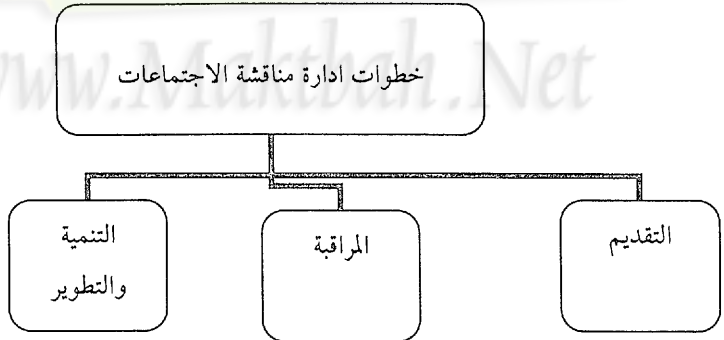 www.Maktbah.Net
خطوات ادارة مناقشة الاجتماعات
التقديم
المراقبة
التنمية
والتطوير